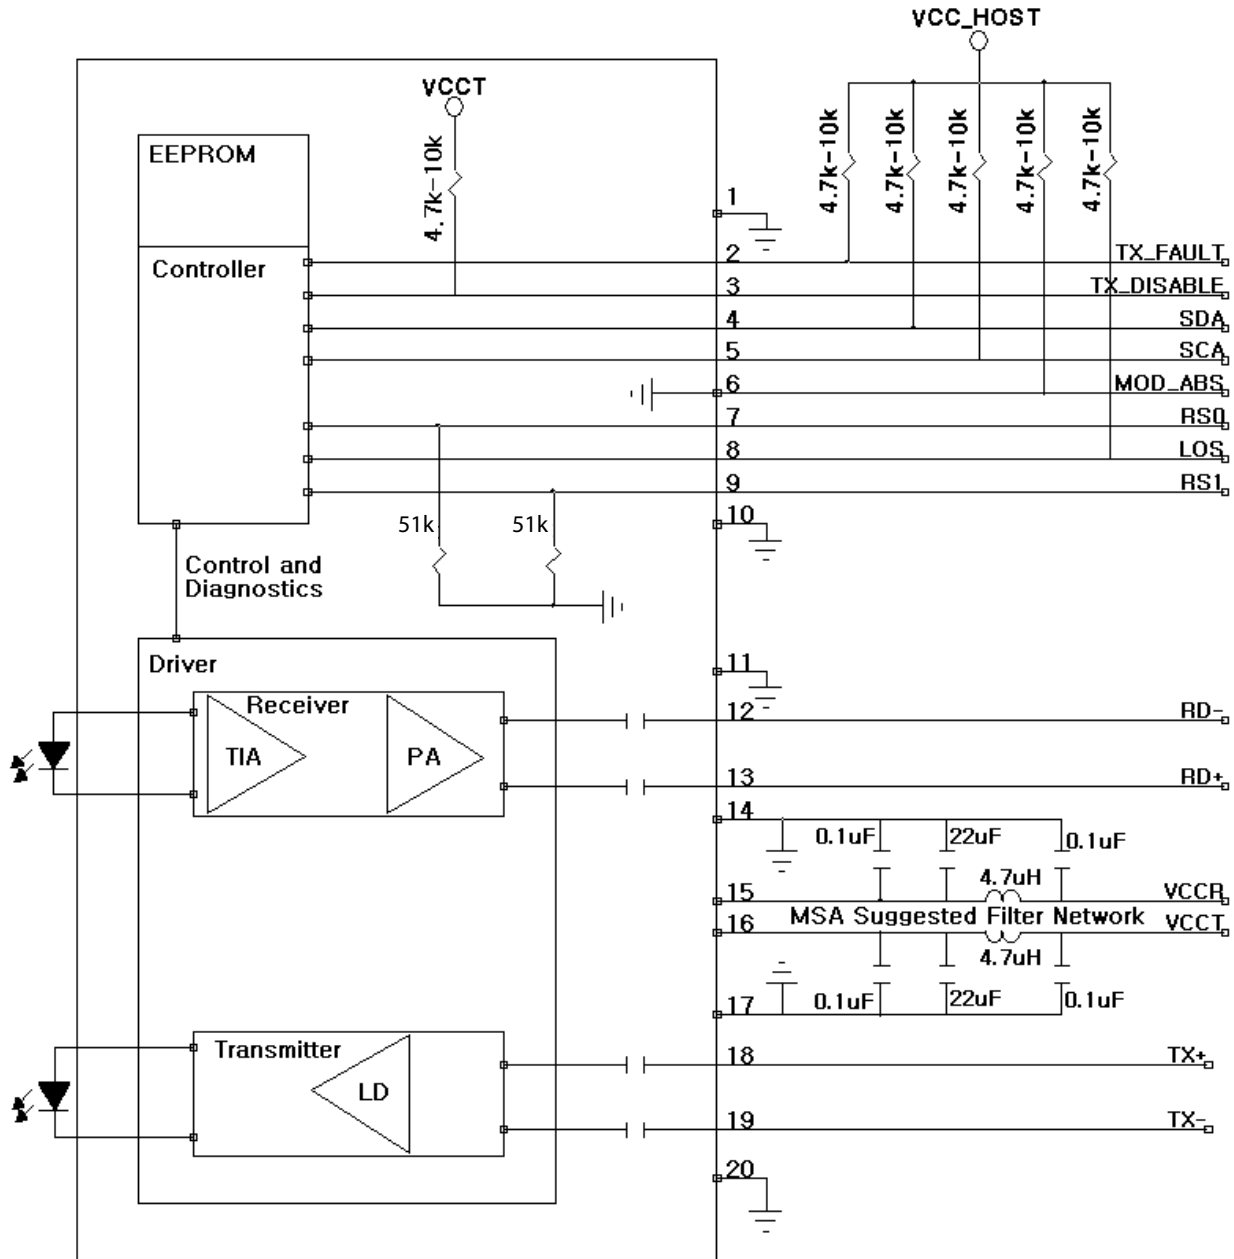 VCC_HOST
VCCT
4.7k-10k
4.7k-10k
4.7k-10k
4.7k-10k
4.7k-10k
4.7k-10k
EEPROM
Controller
1
2
TX_FAULT
3
TX_DISABLE
4
SDA
5
SCA
6
MOD_ABS
7
RS0
8
LOS
9
RS1
10
51k
51k
Control and
Diagnostics
Driver
11
Receiver
TIA
PA
12
RD-
13
RD+
14
0.1uF
22uF
0.1uF
4.7uH
15
VCCR
MSA Suggested Filter Network
16
VCCT
4.7uH
17
0.1uF
22uF
0.1uF
Transmitter
LD
18
TX+
19
TX-
20